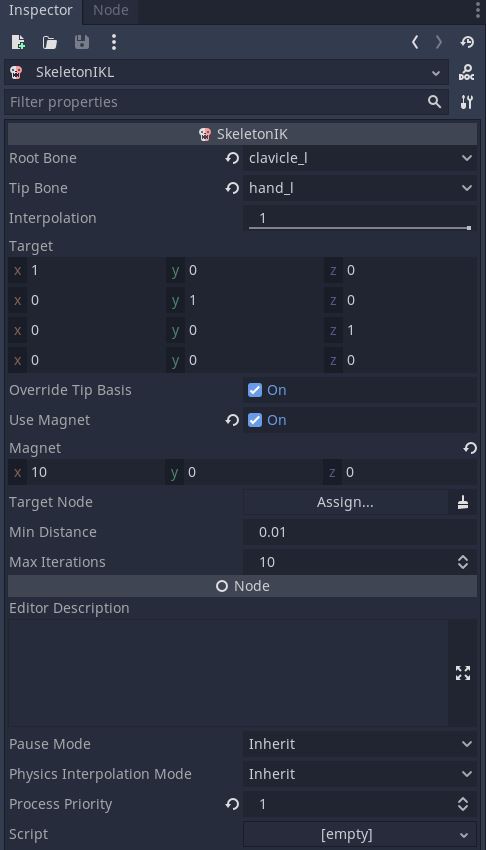 Inspector Node
SkeletonIKL
DOC
Filter properties
SkeletonIK
Root Bone clavicle_l
Tip Bone hand_l
Interpolation 1
Target
x 1 y 0 z 0
x 0 y 1 z 0
x 0 y 0 z 1
x 0 y 0 z 0
Override Tip Basis On
Use Magnet On
Magnet
x 10 y 0 z 0
Target Node Assign...
Min Distance 0.01
Max Iterations 10
Node
Editor Description
Pause Mode Inherit
Physics Interpolation Mode Inherit
Process Priority 1
Script [empty]